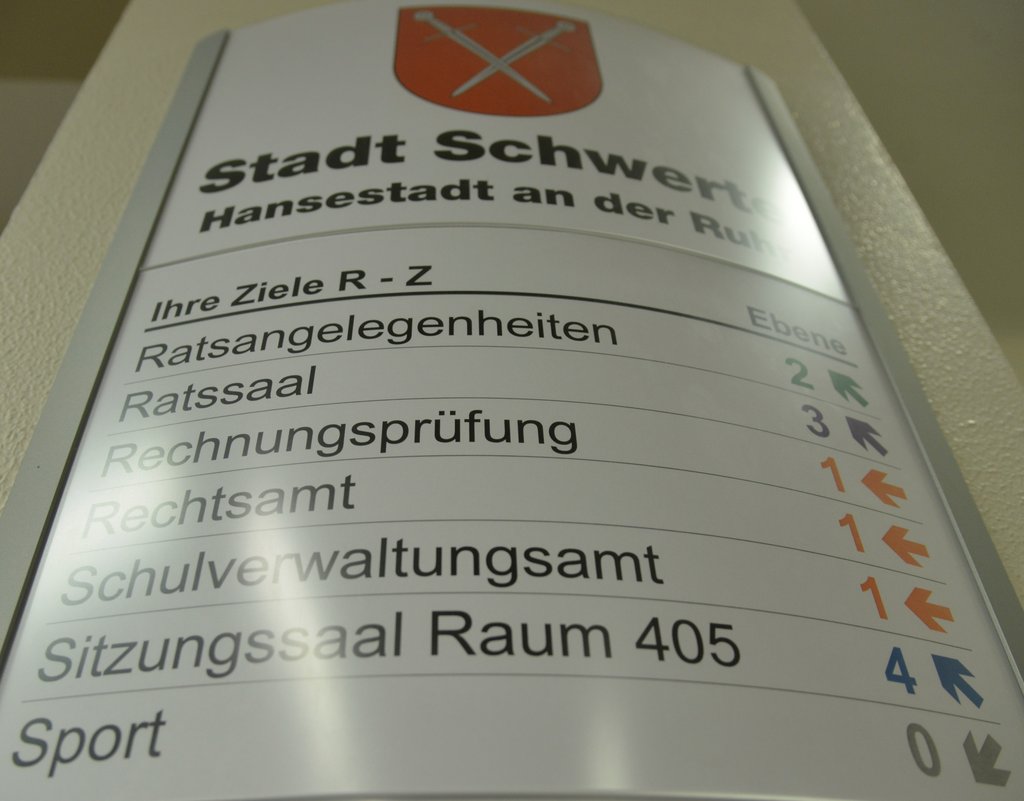 Stadt Schwerte
Hansestadt an der Ruhr
Ihre Ziele R - Z Ebene
Ratsangelegenheiten 2
Ratssaal 3
Rechnungsprüfung 1
Rechtsamt 1
Schulverwaltungsamt 1
Sitzungssaal Raum 405 4
Sport 0